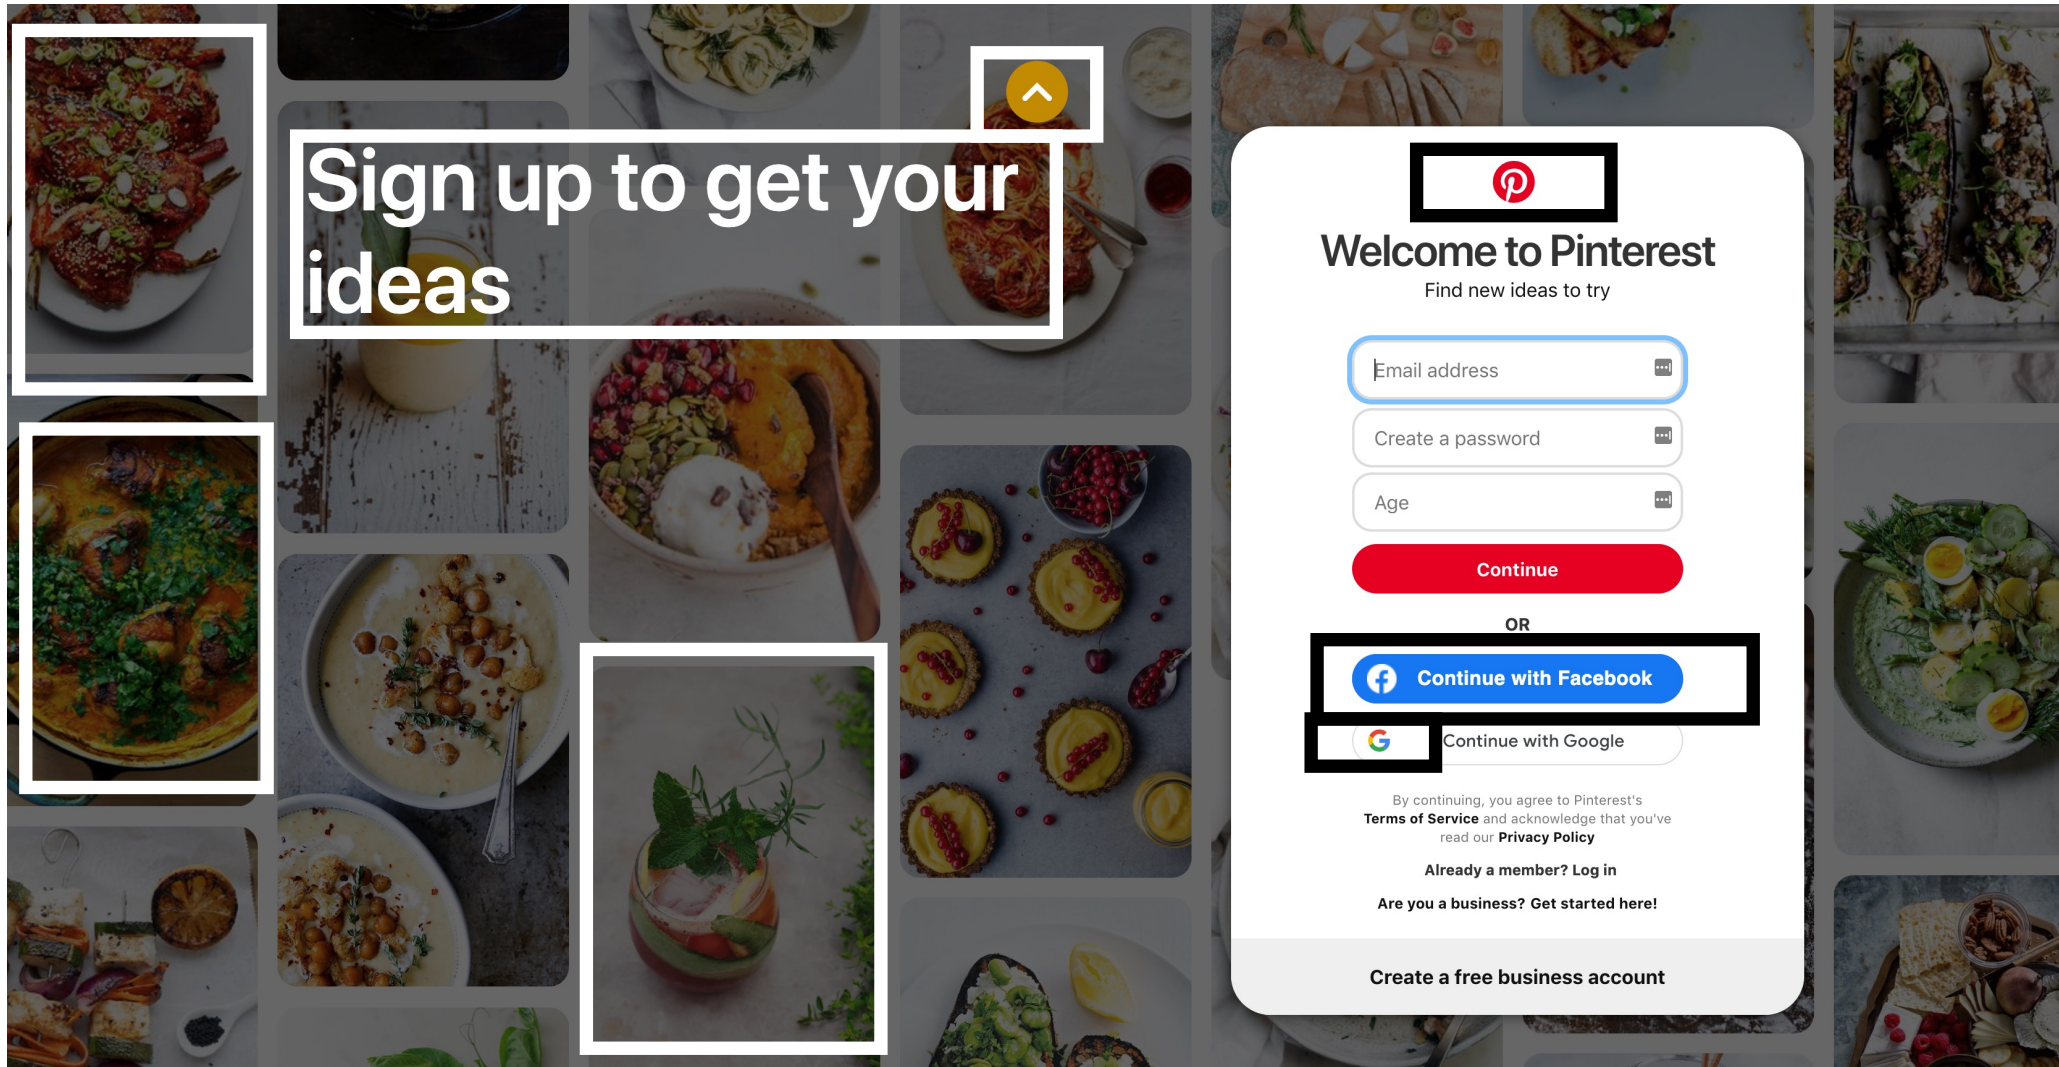 Sign up to get your
ideas
Welcome to Pinterest
Find new ideas to try
Email address
Create a password
Age
Continue
OR
Continue with Facebook
Continue with Google
By continuing, you agree to Pinterest's
Terms of Service and acknowledge that you've
read our Privacy Policy
Already a member? Log in
Are you a business? Get started here!
Create a free business account